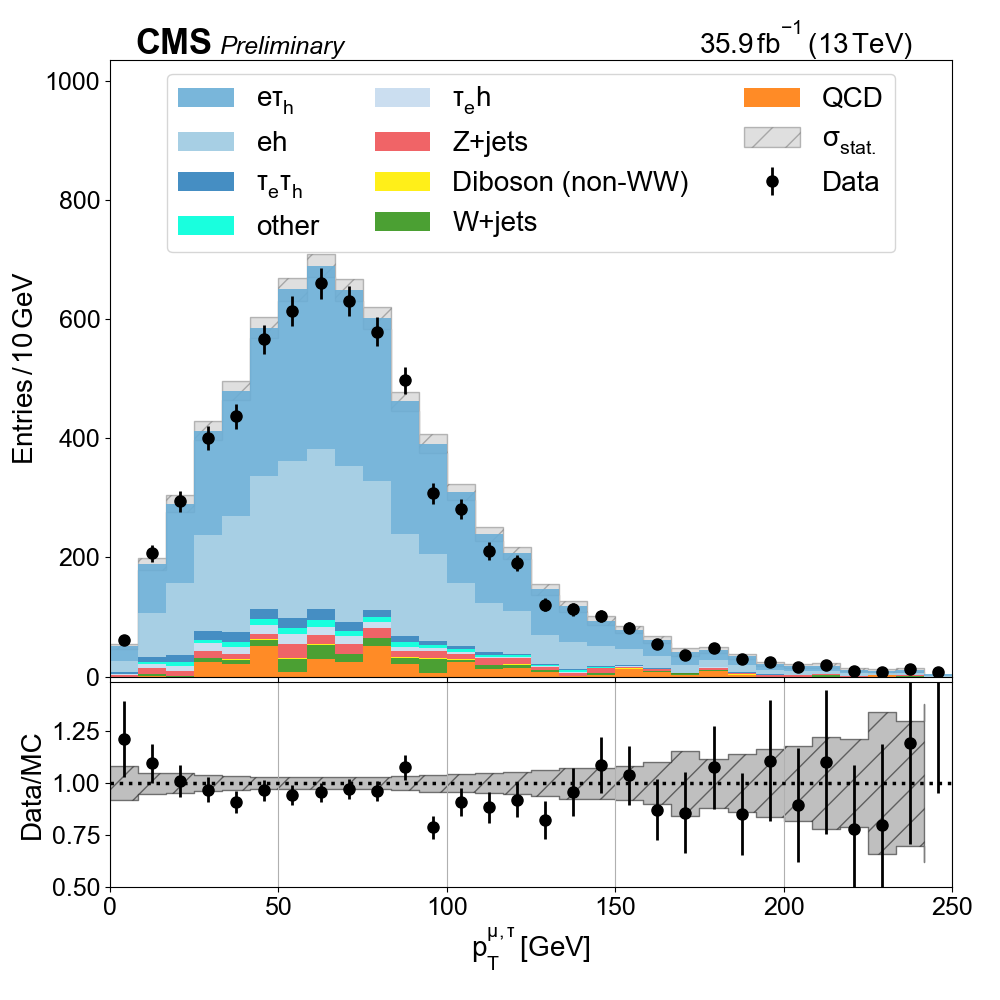 CMS Preliminary 35.9 fb⁻¹ (13 TeV)
eτh τeh QCD
eh Z+jets σstat.
τeτh Diboson (non-WW) Data
other W+jets
Entries / 10 GeV
1000
800
600
400
200
0
Data/MC
1.25
1.00
0.75
0.50
0 50 100 150 200 250
pT^μ,τ [GeV]